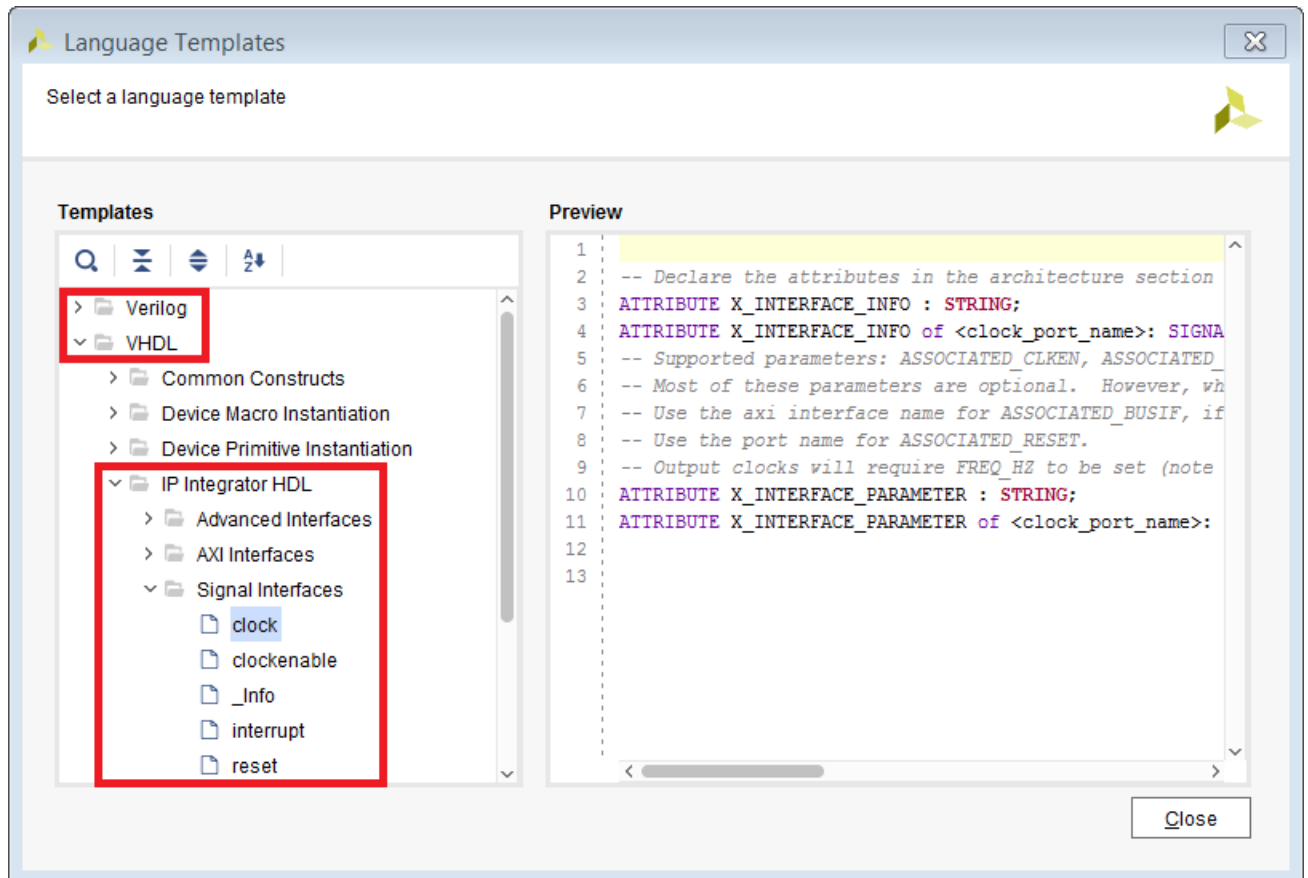 Language Templates
Select a language template
Templates
Verilog
VHDL
Common Constructs
Device Macro Instantiation
Device Primitive Instantiation
IP Integrator HDL
Advanced Interfaces
AXI Interfaces
Signal Interfaces
clock
clockenable
_Info
interrupt
reset
Preview
1
2 -- Declare the attributes in the architecture section
3 ATTRIBUTE X_INTERFACE_INFO : STRING;
4 ATTRIBUTE X_INTERFACE_INFO of <clock_port_name>: SIGNA
5 -- Supported parameters: ASSOCIATED_CLKEN, ASSOCIATED_
6 -- Most of these parameters are optional. However, wh
7 -- Use the axi interface name for ASSOCIATED_BUSIF, if
8 -- Use the port name for ASSOCIATED_RESET.
9 -- Output clocks will require FREQ_HZ to be set (note
10 ATTRIBUTE X_INTERFACE_PARAMETER : STRING;
11 ATTRIBUTE X_INTERFACE_PARAMETER of <clock_port_name>:
12
13
Close